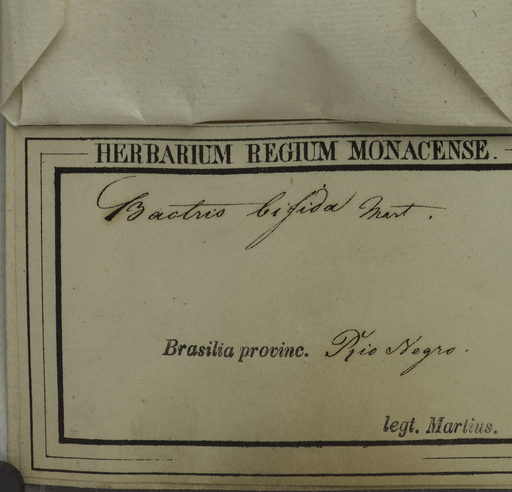 HERBARIUM REGIUM MONACENSE.
Bactris bifida Mart.
Brasilia provinc. Rio Negro.
legt. Martius.